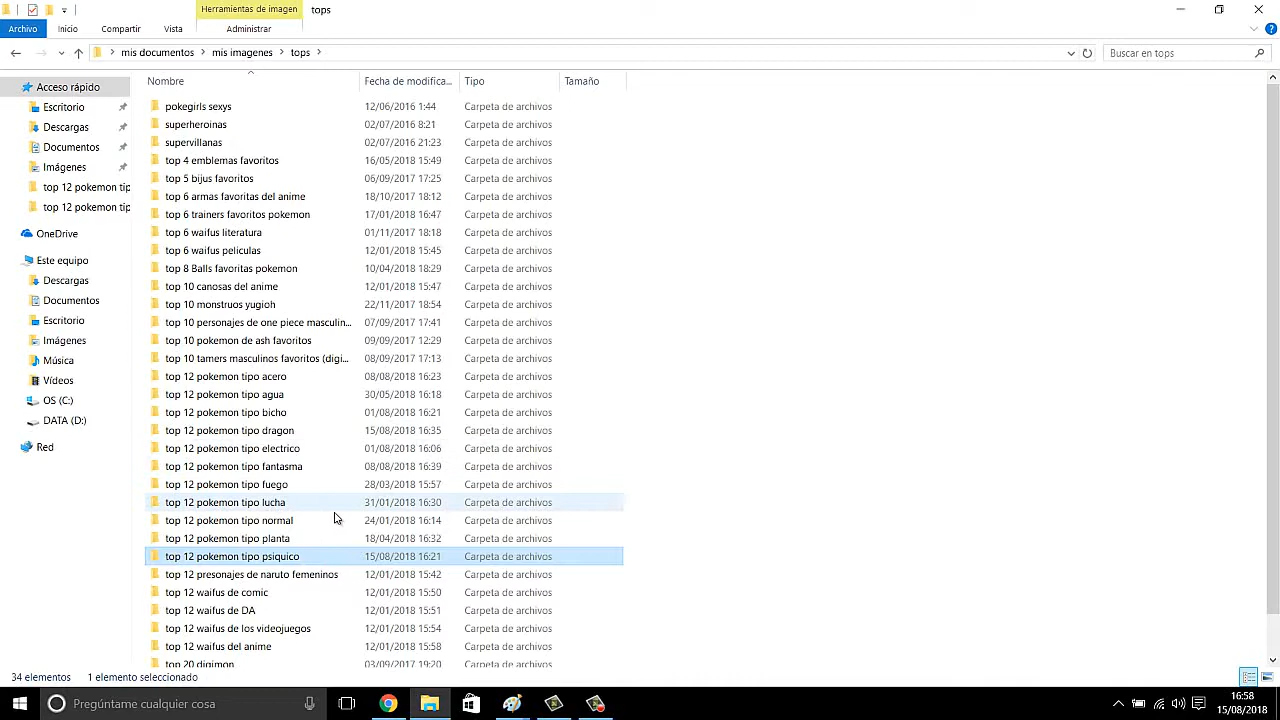 Herramientas de imagen tops
Archivo Inicio Compartir Vista Administrar
mis documentos mis imagenes tops Buscar en tops
Nombre Fecha de modifica... Tipo Tamaño
Acceso rápido
Escritorio
Descargas
Documentos
Imágenes
top 12 pokemon tip
top 12 pokemon tip
OneDrive
Este equipo
Descargas
Documentos
Escritorio
Imágenes
Música
Vídeos
OS (C:)
DATA (D:)
Red
pokegirls sexys 12/06/2016 1:44 Carpeta de archivos
superheroinas 02/07/2016 8:21 Carpeta de archivos
supervillanas 02/07/2016 21:23 Carpeta de archivos
top 4 emblemas favoritos 16/05/2018 15:49 Carpeta de archivos
top 5 bijus favoritos 06/09/2017 17:25 Carpeta de archivos
top 6 armas favoritas del anime 18/10/2017 18:12 Carpeta de archivos
top 6 trainers favoritos pokemon 17/01/2018 16:47 Carpeta de archivos
top 6 waifus literatura 01/11/2017 18:18 Carpeta de archivos
top 6 waifus peliculas 12/01/2018 15:45 Carpeta de archivos
top 8 Balls favoritas pokemon 10/04/2018 18:29 Carpeta de archivos
top 10 canosas del anime 12/01/2018 15:47 Carpeta de archivos
top 10 monstruos yugioh 22/11/2017 18:54 Carpeta de archivos
top 10 personajes de one piece masculin... 07/09/2017 17:41 Carpeta de archivos
top 10 pokemon de ash favoritos 09/09/2017 12:29 Carpeta de archivos
top 10 tamers masculinos favoritos (digi... 08/09/2017 17:13 Carpeta de archivos
top 12 pokemon tipo acero 08/08/2018 16:23 Carpeta de archivos
top 12 pokemon tipo agua 30/05/2018 16:18 Carpeta de archivos
top 12 pokemon tipo bicho 01/08/2018 16:21 Carpeta de archivos
top 12 pokemon tipo dragon 15/08/2018 16:35 Carpeta de archivos
top 12 pokemon tipo electrico 01/08/2018 16:06 Carpeta de archivos
top 12 pokemon tipo fantasma 08/08/2018 16:39 Carpeta de archivos
top 12 pokemon tipo fuego 28/03/2018 15:57 Carpeta de archivos
top 12 pokemon tipo lucha 31/01/2018 16:30 Carpeta de archivos
top 12 pokemon tipo normal 24/01/2018 16:14 Carpeta de archivos
top 12 pokemon tipo planta 18/04/2018 16:32 Carpeta de archivos
top 12 pokemon tipo psiquico 15/08/2018 16:21 Carpeta de archivos
top 12 presonajes de naruto femeninos 12/01/2018 15:42 Carpeta de archivos
top 12 waifus de comic 12/01/2018 15:50 Carpeta de archivos
top 12 waifus de DA 12/01/2018 15:51 Carpeta de archivos
top 12 waifus de los videojuegos 12/01/2018 15:54 Carpeta de archivos
top 12 waifus del anime 12/01/2018 15:58 Carpeta de archivos
top 20 digimon 03/09/2017 19:20 Carpeta de archivos
34 elementos 1 elemento seleccionado
Pregúntame cualquier cosa
16:58
15/08/2018